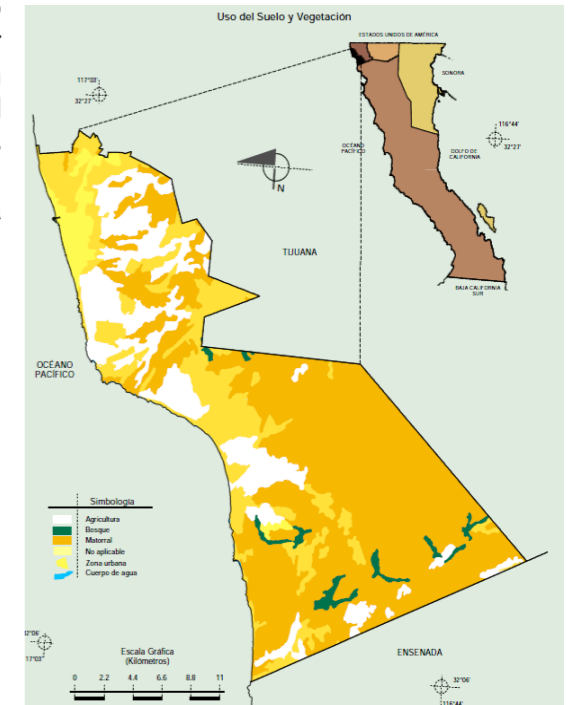 Uso del Suelo y Vegetación
ESTADOS UNIDOS DE AMÉRICA
117°03'
32°27'
SONORA
116°44'
32°27'
OCÉANO
PACÍFICO
GOLFO DE
CALIFORNIA
N
TIJUANA
BAJA CALIFORNIA
SUR
OCÉANO
PACÍFICO
Simbología
Agricultura
Bosque
Matorral
No aplicable
Zona urbana
Cuerpo de agua
32°06'
17°03'
Escala Gráfica
(Kilómetros)
0 2.2 4.4 6.6 8.8 11
ENSENADA
32°06'
116°44'